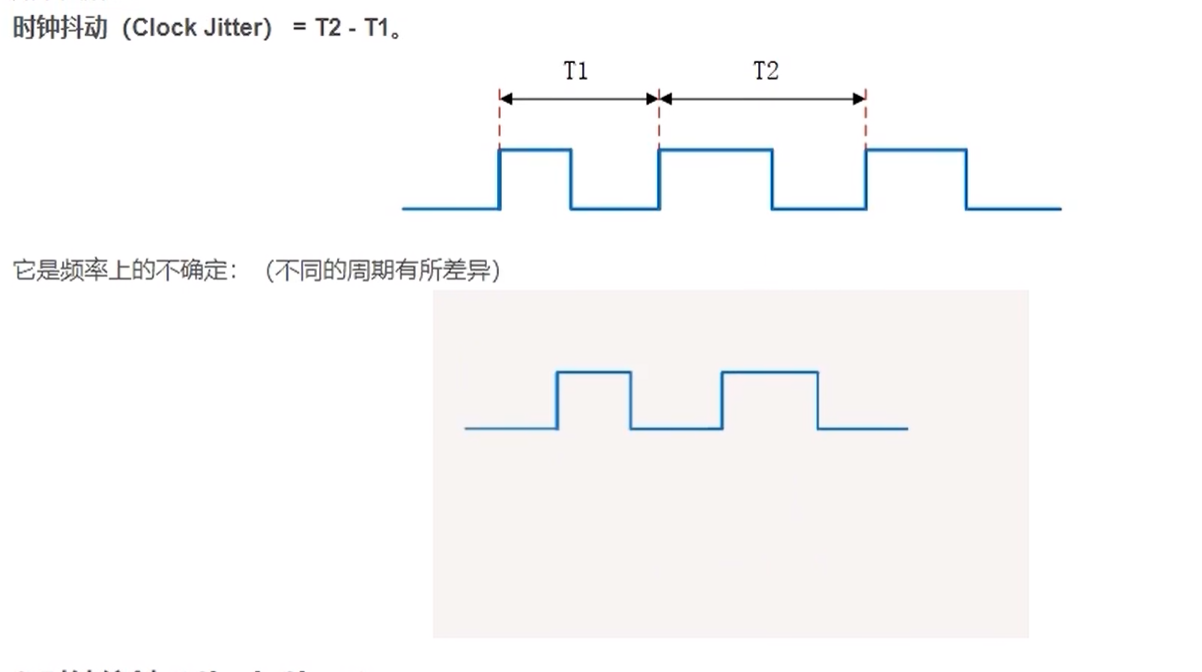 时钟抖动（Clock Jitter） = T2 - T1。
T1 T2
它是频率上的不确定：（不同的周期有所差异）